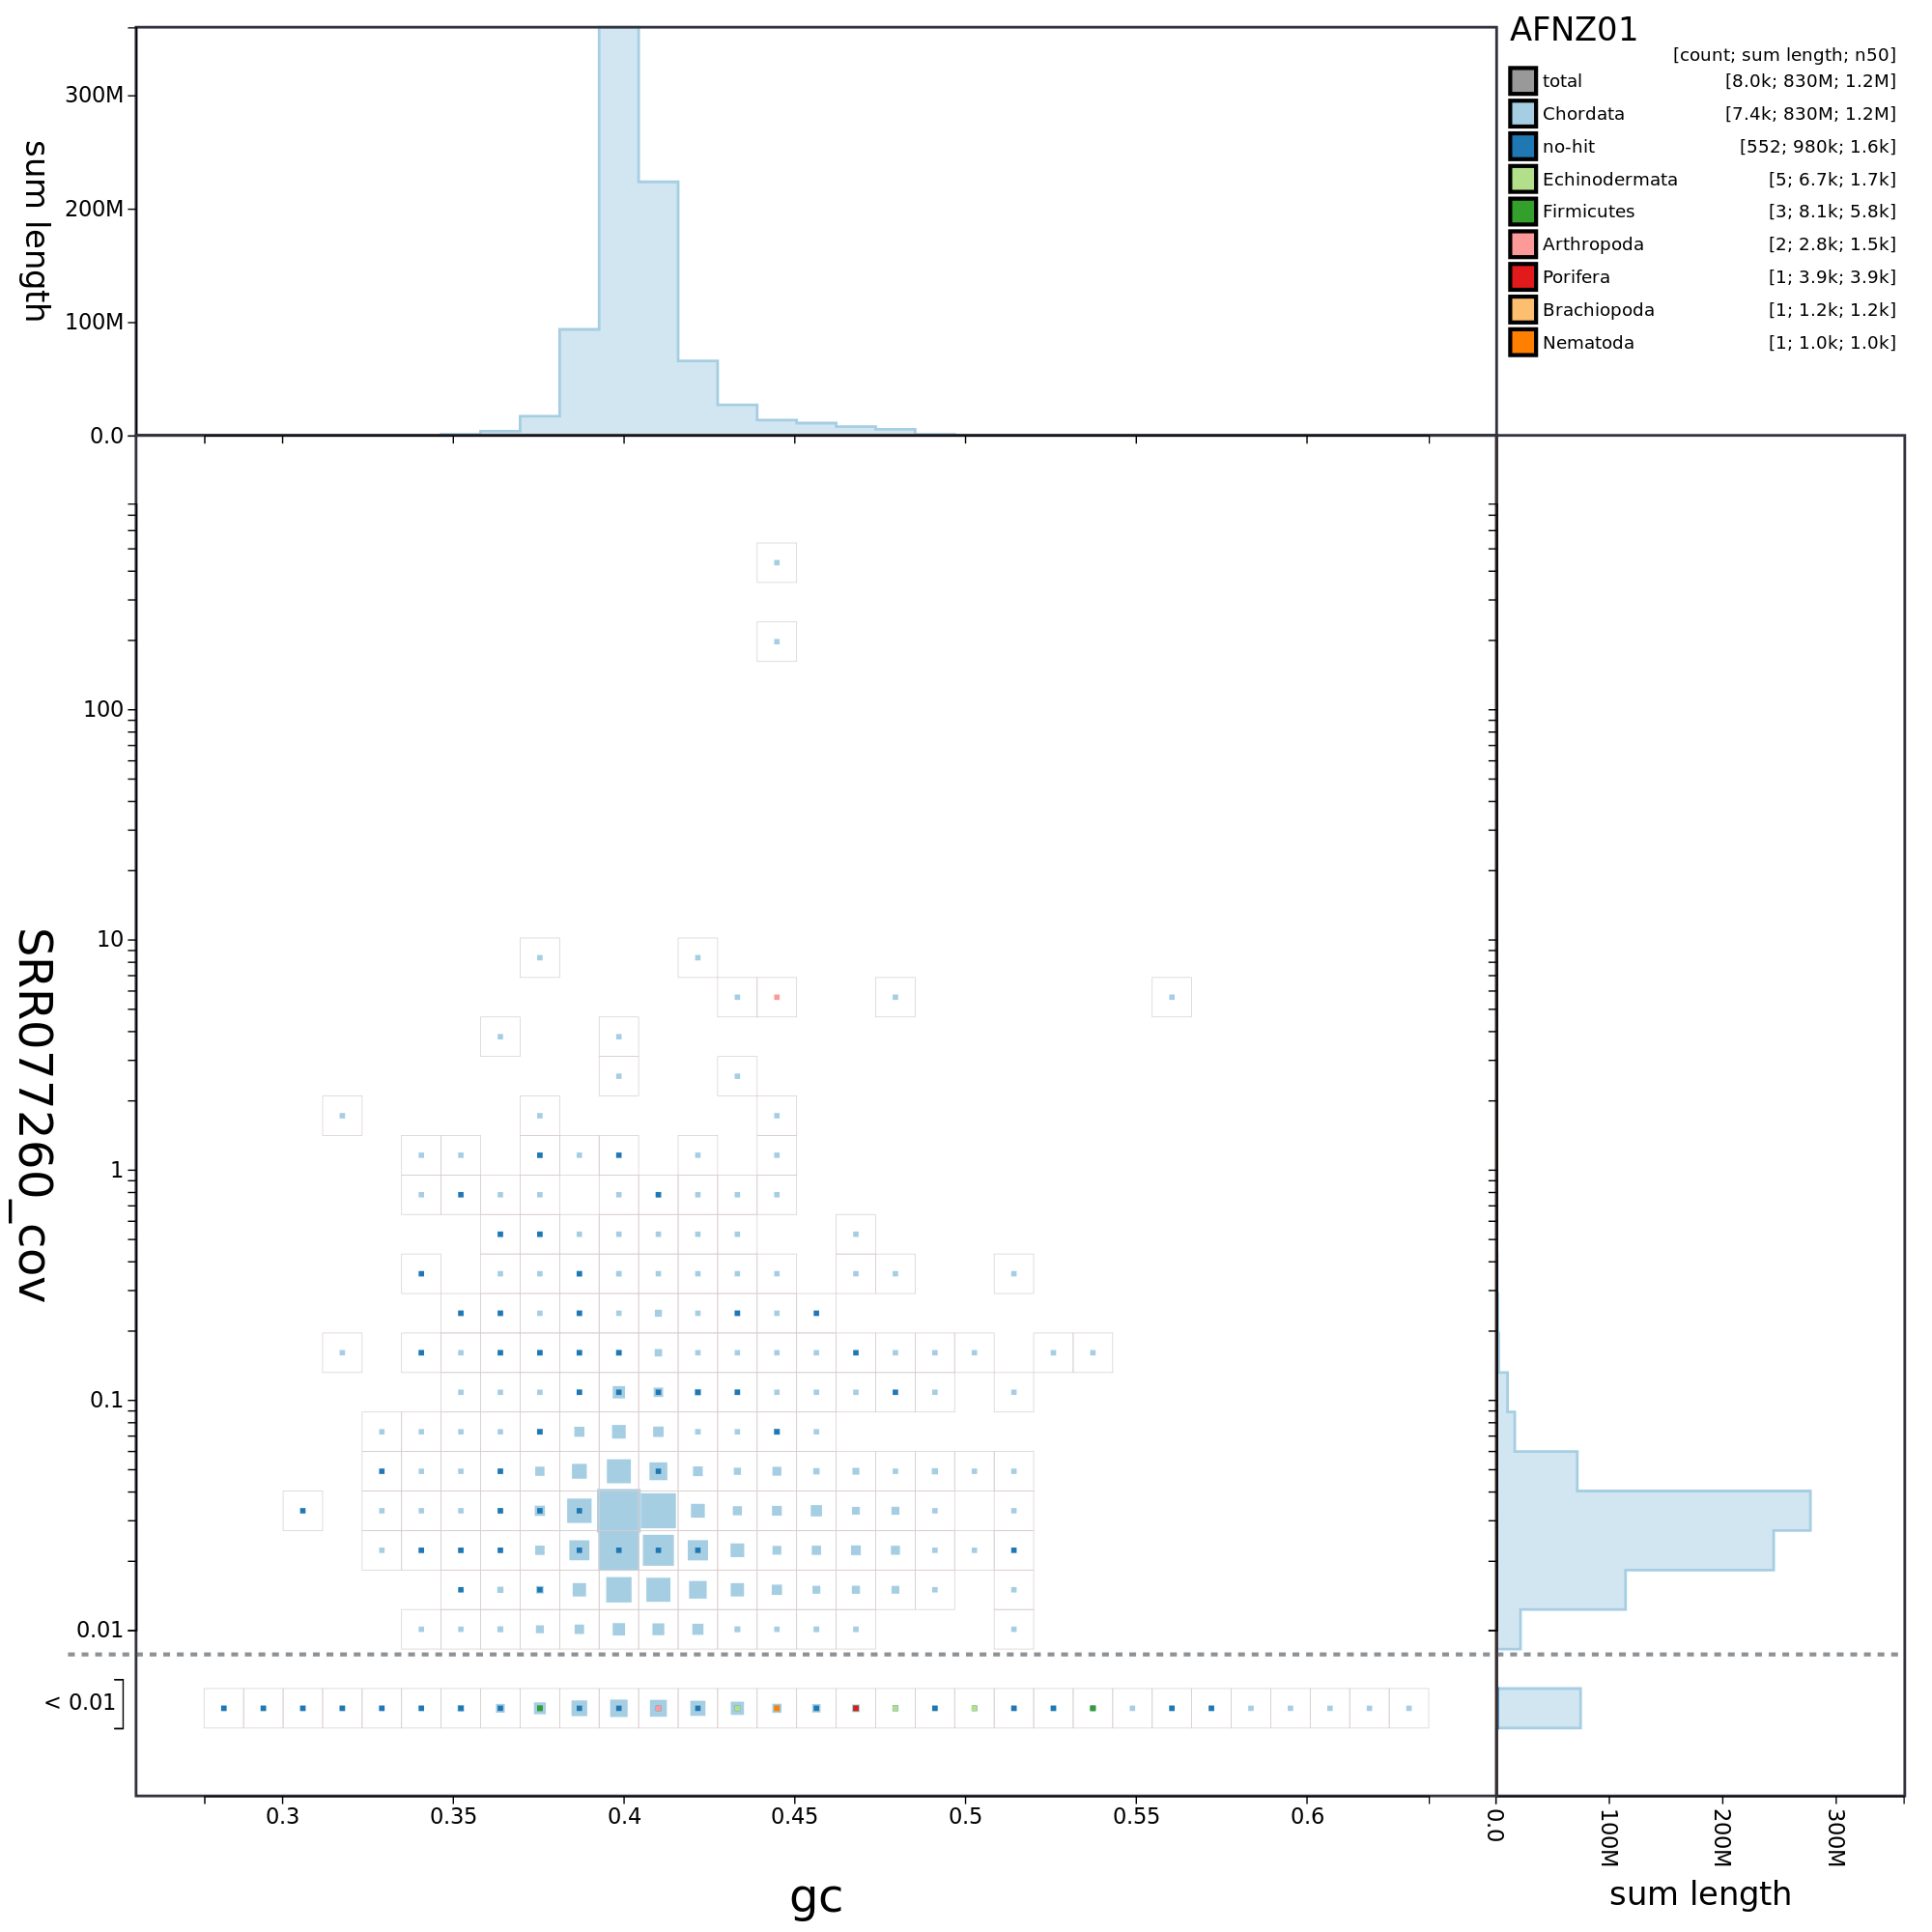 AFNZ01
[count; sum length; n50]
total [8.0k; 830M; 1.2M]
Chordata [7.4k; 830M; 1.2M]
no-hit [552; 980k; 1.6k]
Echinodermata [5; 6.7k; 1.7k]
Firmicutes [3; 8.1k; 5.8k]
Arthropoda [2; 2.8k; 1.5k]
Porifera [1; 3.9k; 3.9k]
Brachiopoda [1; 1.2k; 1.2k]
Nematoda [1; 1.0k; 1.0k]
sum length
300M
200M
100M
0.0
SRR077260_cov
100
10
1
0.1
0.01
< 0.01
0.3 0.35 0.4 0.45 0.5 0.55 0.6
gc
0.0 100M 200M 300M
sum length